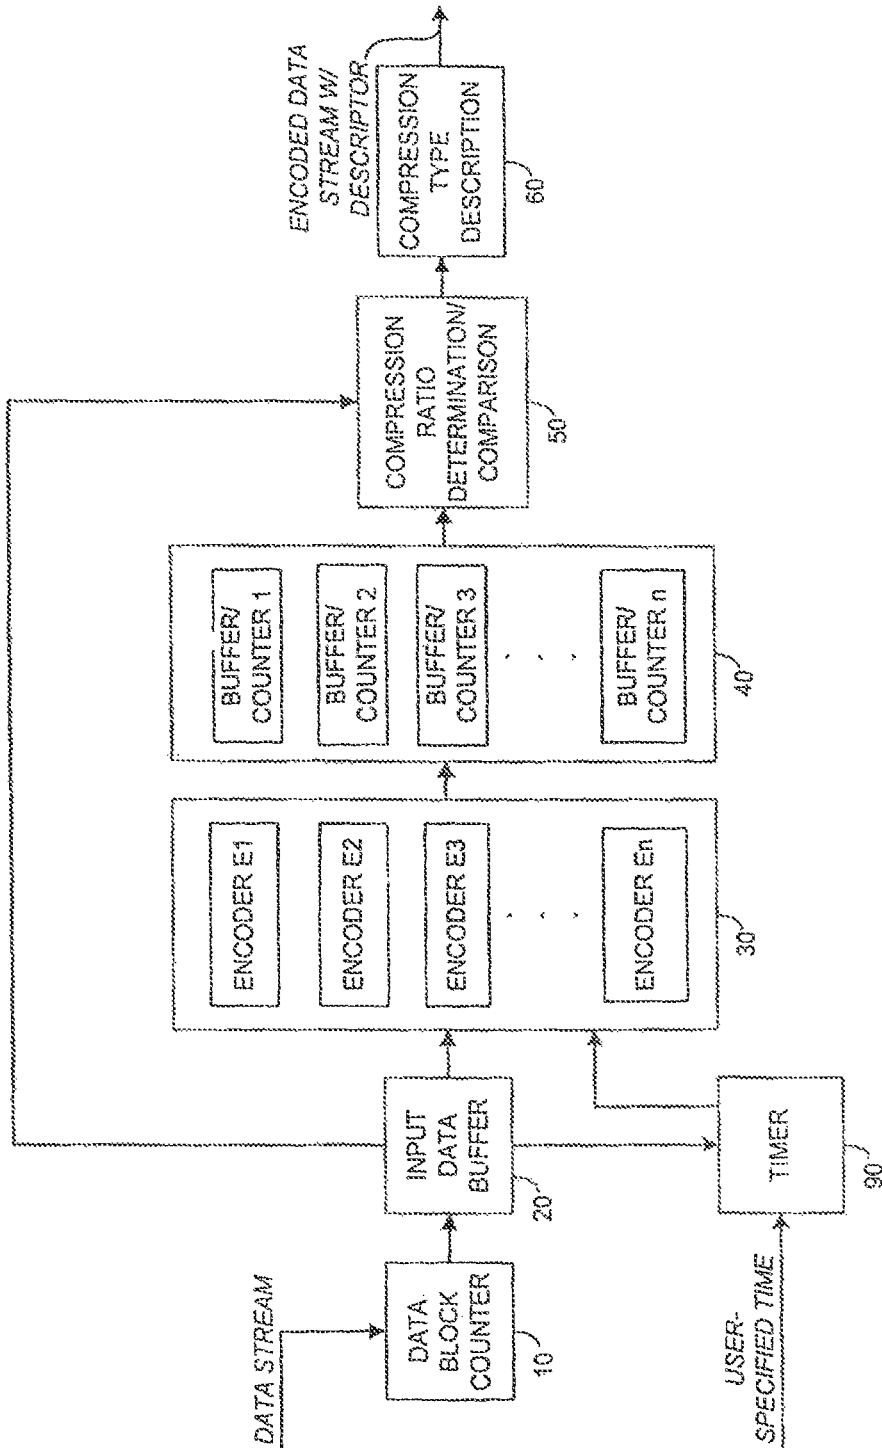 DATA STREAM
DATA
BLOCK
COUNTER
10
INPUT
DATA
BUFFER
20
USER-
SPECIFIED TIME
TIMER
90
ENCODER E1
ENCODER E2
ENCODER E3
. . .
ENCODER En
30
BUFFER/
COUNTER 1
BUFFER/
COUNTER 2
BUFFER/
COUNTER 3
. . .
BUFFER/
COUNTER n
40
COMPRESSION
RATIO
DETERMINATION/
COMPARISON
50
COMPRESSION
TYPE
DESCRIPTION
60
ENCODED DATA
STREAM W/
DESCRIPTOR